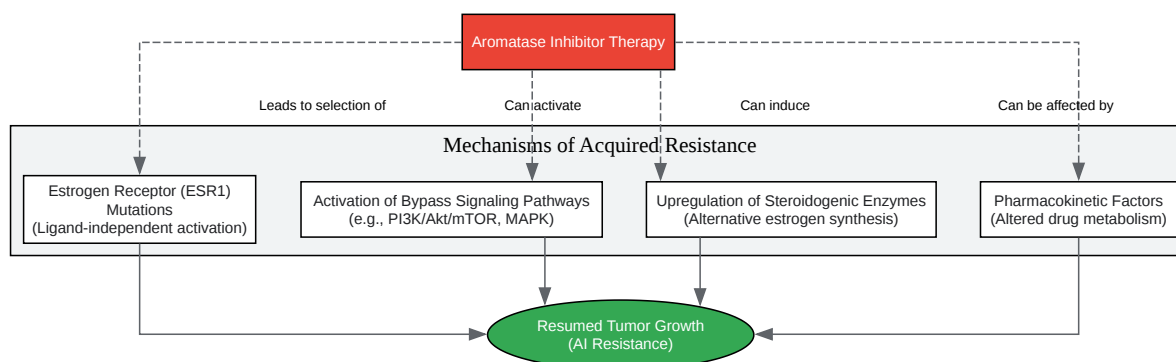 Aromatase Inhibitor Therapy
Leads to selection of
Can activate
Can induce
Can be affected by
Mechanisms of Acquired Resistance
Estrogen Receptor (ESR1)
Mutations
(Ligand-independent activation)
Activation of Bypass Signaling Pathways
(e.g., PI3K/Akt/mTOR, MAPK)
Upregulation of Steroidogenic Enzymes
(Alternative estrogen synthesis)
Pharmacokinetic Factors
(Altered drug metabolism)
Resumed Tumor Growth
(AI Resistance)